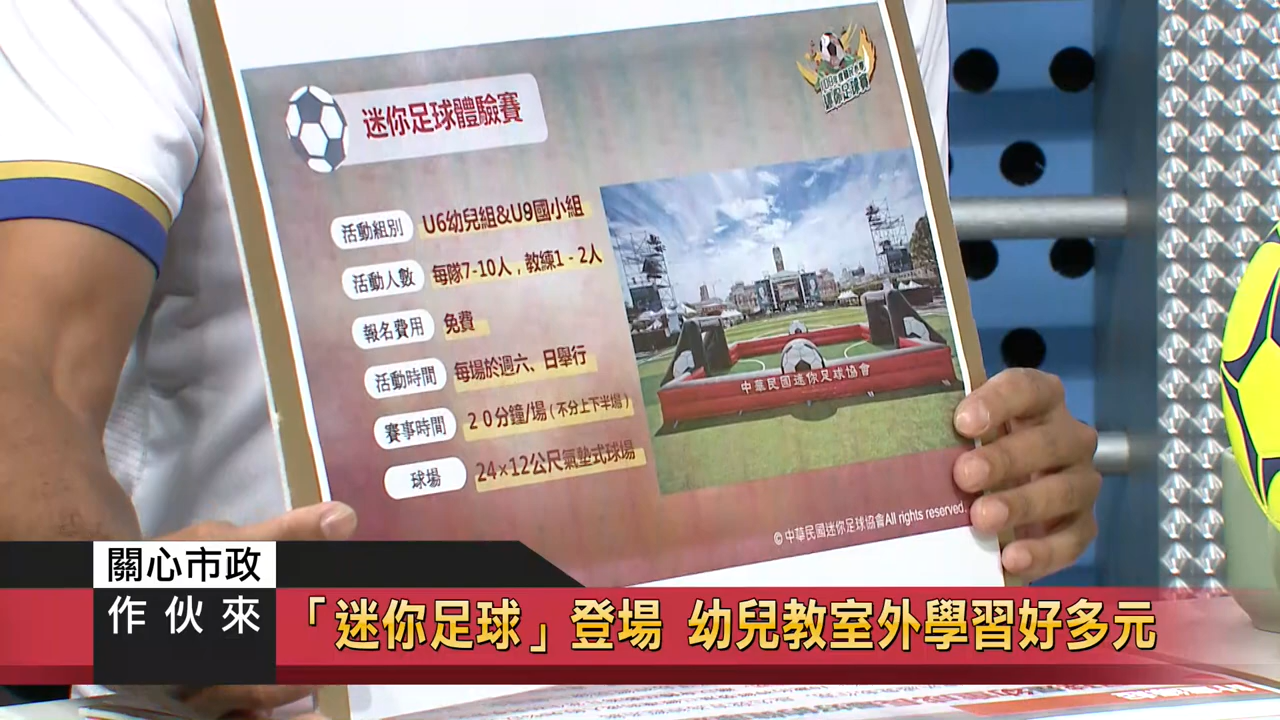 迷你足球體驗賽
迷你足球賽
活動組別 U6幼兒組&U9國小組
活動人數 每隊7-10人，教練1-2人
報名費用 免費
活動時間 每場於週六、日舉行
賽事時間 20分鐘/場(不分上下半場)
球場 24×12公尺氣墊式球場
中華民國迷你足球協會
©中華民國迷你足球協會All rights reserved.
關心市政
作伙來
「迷你足球」登場 幼兒教室外學習好多元